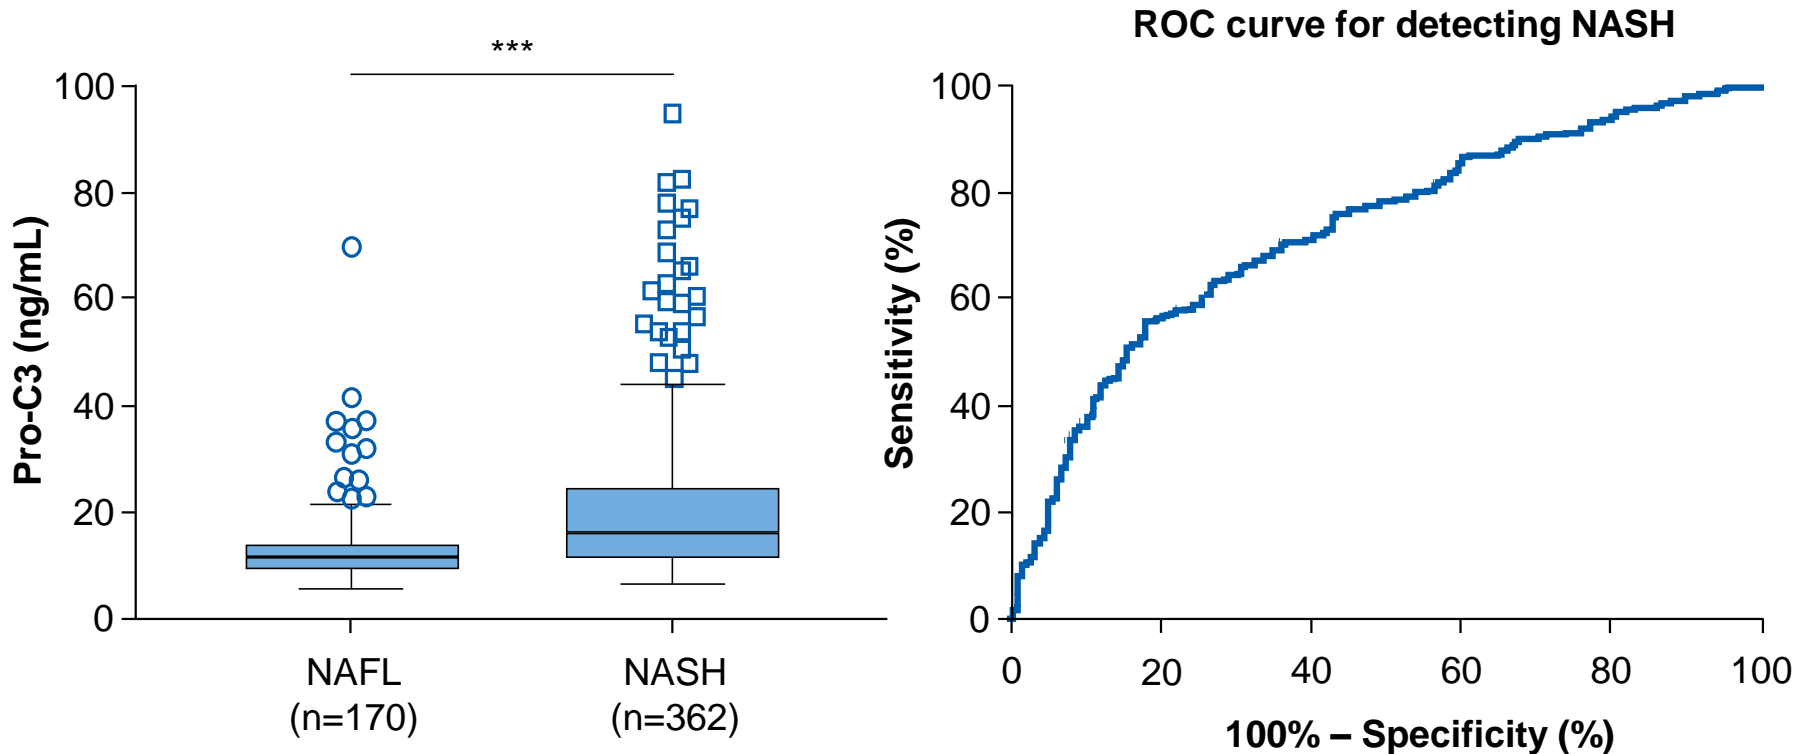 ***
100
80
60
40
20
0
Pro-C3 (ng/mL)
NAFL
(n=170)
NASH
(n=362)
ROC curve for detecting NASH
100
80
60
40
20
0
Sensitivity (%)
0 20 40 60 80 100
100% – Specificity (%)